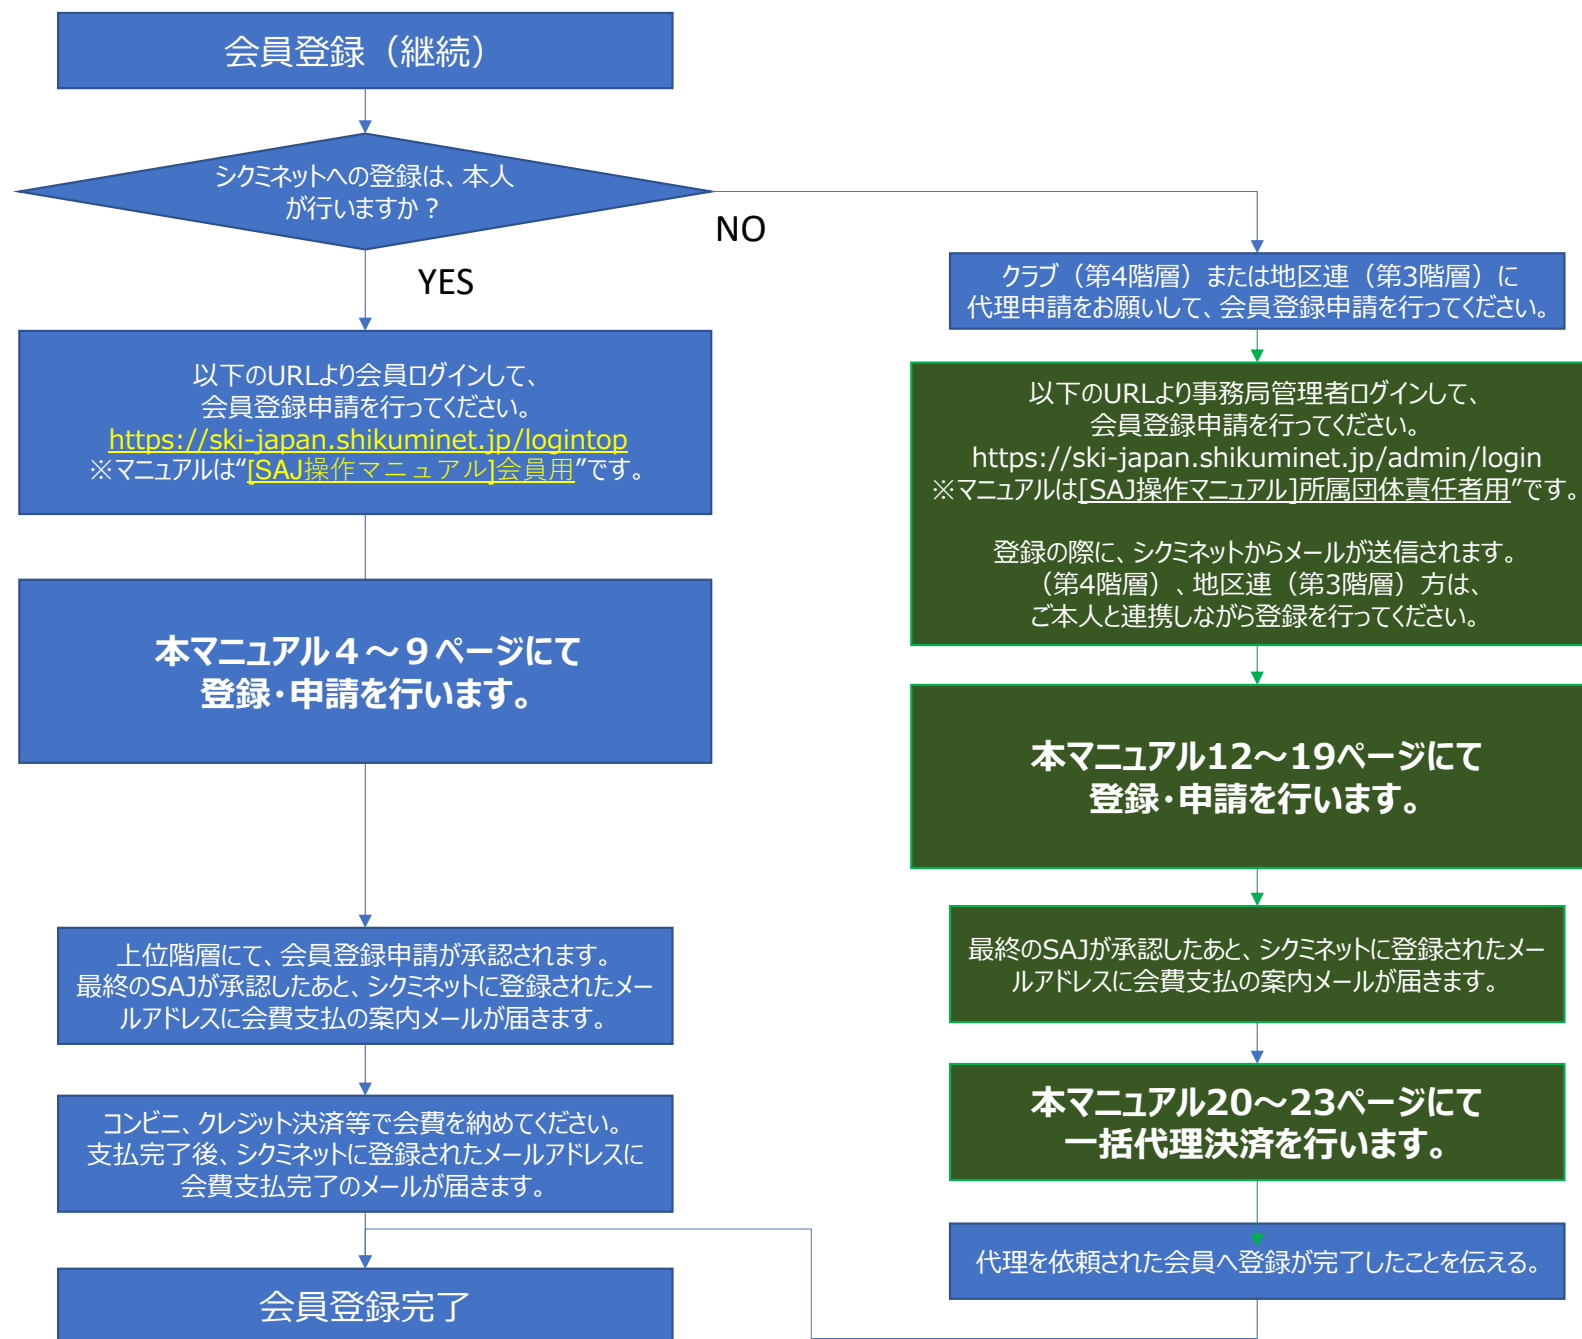 会員登録（継続）
シクミネットへの登録は、本人
が行いますか？
NO
YES
以下のURLより会員ログインして、
会員登録申請を行ってください。
https://ski-japan.shikuminet.jp/logintop
※マニュアルは“[SAJ操作マニュアル]会員用”です。
本マニュアル４～９ページにて
登録・申請を行います。
上位階層にて、会員登録申請が承認されます。
最終のSAJが承認したあと、シクミネットに登録されたメー
ルアドレスに会費支払の案内メールが届きます。
コンビニ、クレジット決済等で会費を納めてください。
支払完了後、シクミネットに登録されたメールアドレスに
会費支払完了のメールが届きます。
会員登録完了
クラブ（第4階層）または地区連（第3階層）に
代理申請をお願いして、会員登録申請を行ってください。
以下のURLより事務局管理者ログインして、
会員登録申請を行ってください。
https://ski-japan.shikuminet.jp/admin/login
※マニュアルは[SAJ操作マニュアル]所属団体責任者用”です。
登録の際に、シクミネットからメールが送信されます。
（第4階層）、地区連（第3階層）方は、
ご本人と連携しながら登録を行ってください。
本マニュアル12～19ページにて
登録・申請を行います。
最終のSAJが承認したあと、シクミネットに登録されたメー
ルアドレスに会費支払の案内メールが届きます。
本マニュアル20～23ページにて
一括代理決済を行います。
代理を依頼された会員へ登録が完了したことを伝える。